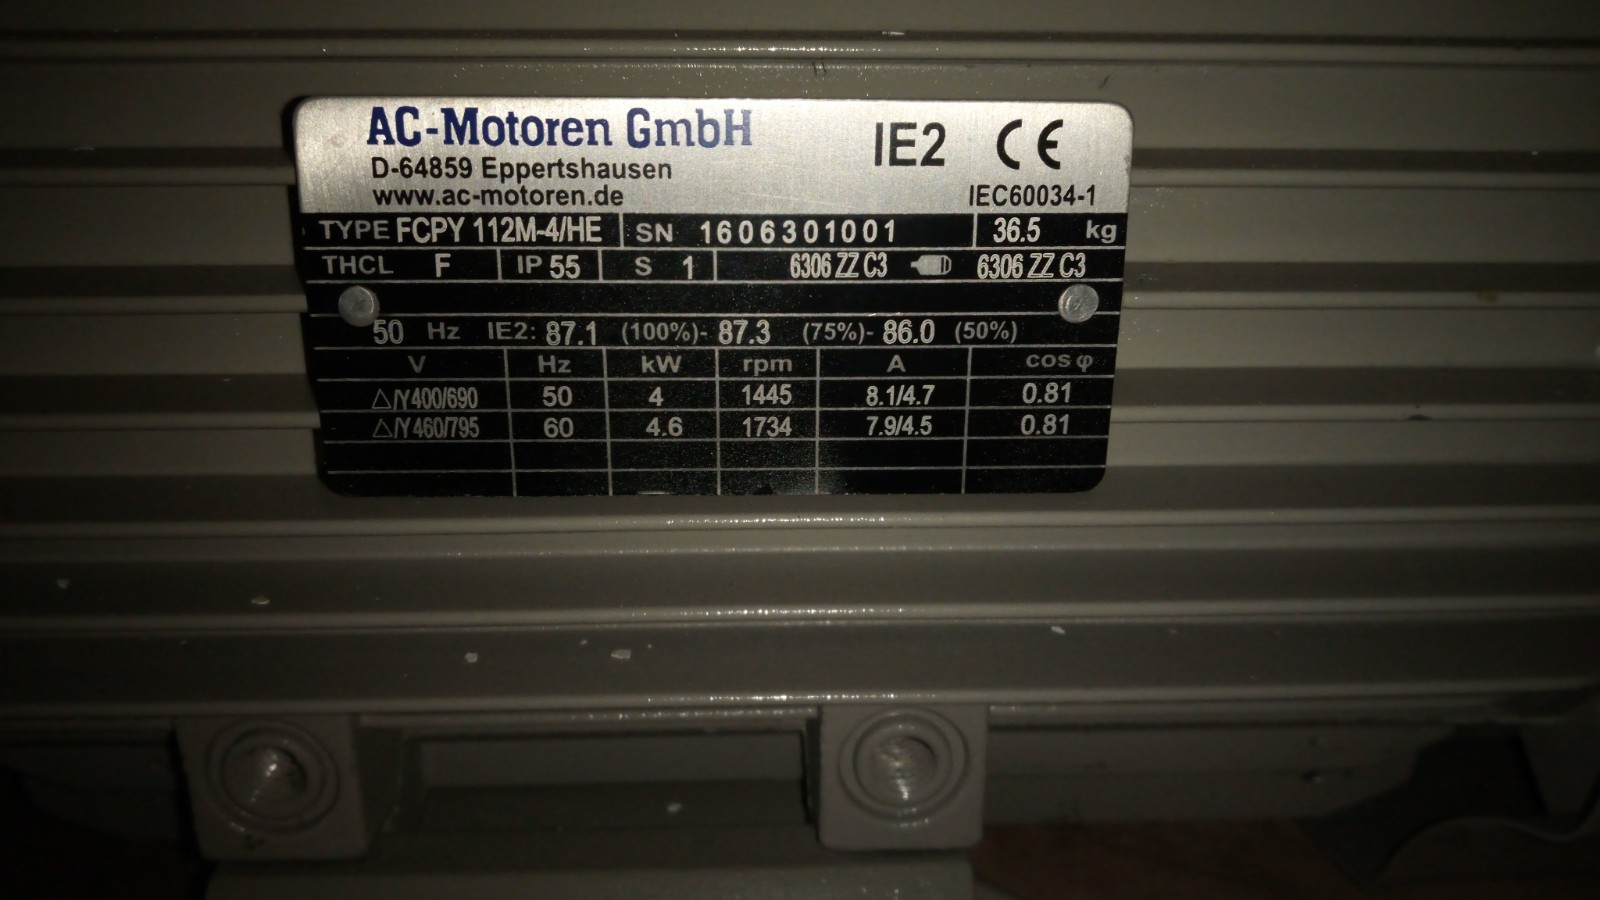 AC-Motoren GmbH
D-64859 Eppertshausen
www.ac-motoren.de
IE2 CE
IEC60034-1
TYPE FCPY 112M-4/HE SN 1606301001 36.5 kg
THCL F IP 55 S 1 6306 ZZ C3 6306 ZZ C3
50 Hz IE2: 87.1 (100%)- 87.3 (75%)- 86.0 (50%)
V Hz kW rpm A cos φ
△/Y 400/690 50 4 1445 8.1/4.7 0.81
△/Y 460/795 60 4.6 1734 7.9/4.5 0.81